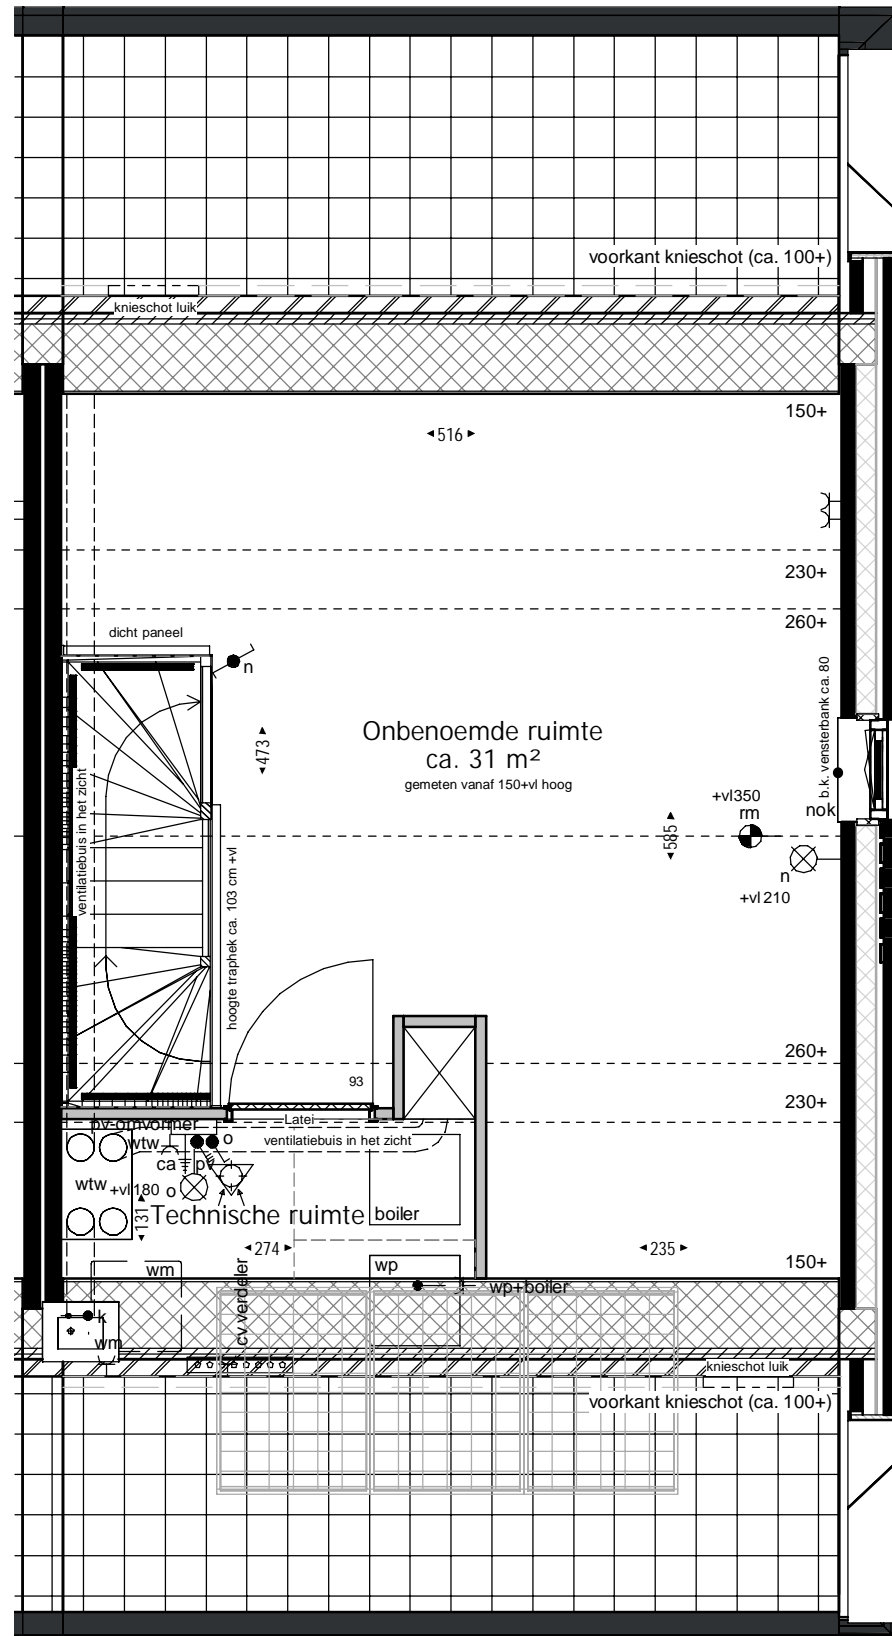 voorkant knieschot (ca. 100+)
knieschot luik
150+
516
230+
260+
dicht paneel
n
b.k. vensterbank ca. 80
Onbenoemde ruimte
ca. 31 m²
gemeten vanaf 150+vl hoog
473
ventilatiebuis in het zicht
+vl350
rm
nok
585
n
+vl 210
hoogte traphek ca. 103 cm +vl
260+
93
230+
Latei
pv-omvormer
ventilatiebuis in het zicht
wtw
o
ca
pv
wtw
+vl 180
o
131
Technische ruimte
boiler
274
235
150+
wm
wp
wp+boiler
cv verdeler
k
wm
knieschot luik
voorkant knieschot (ca. 100+)